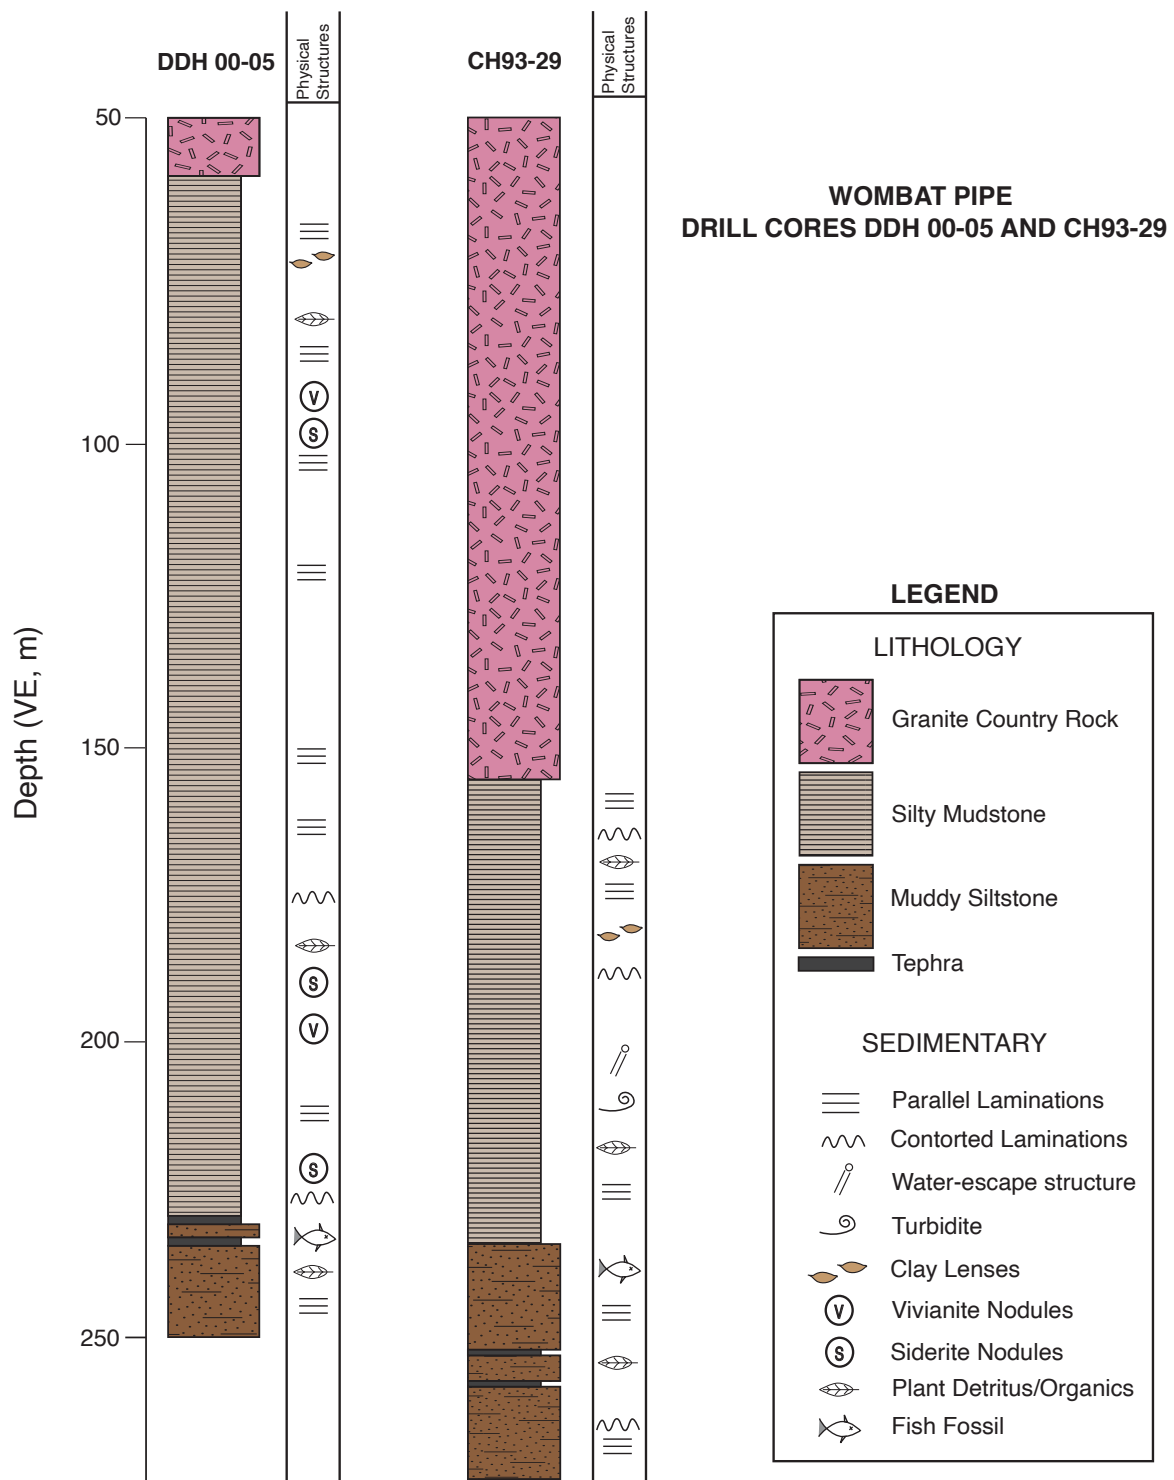 DDH 00-05
Physical
Structures
CH93-29
Physical
Structures
WOMBAT PIPE
DRILL CORES DDH 00-05 AND CH93-29
Depth (VE, m)
50
100
150
200
250
V
S
S
V
S
LEGEND
LITHOLOGY
Granite Country Rock
Silty Mudstone
Muddy Siltstone
Tephra
SEDIMENTARY
Parallel Laminations
Contorted Laminations
Water-escape structure
Turbidite
Clay Lenses
V Vivianite Nodules
S Siderite Nodules
Plant Detritus/Organics
Fish Fossil